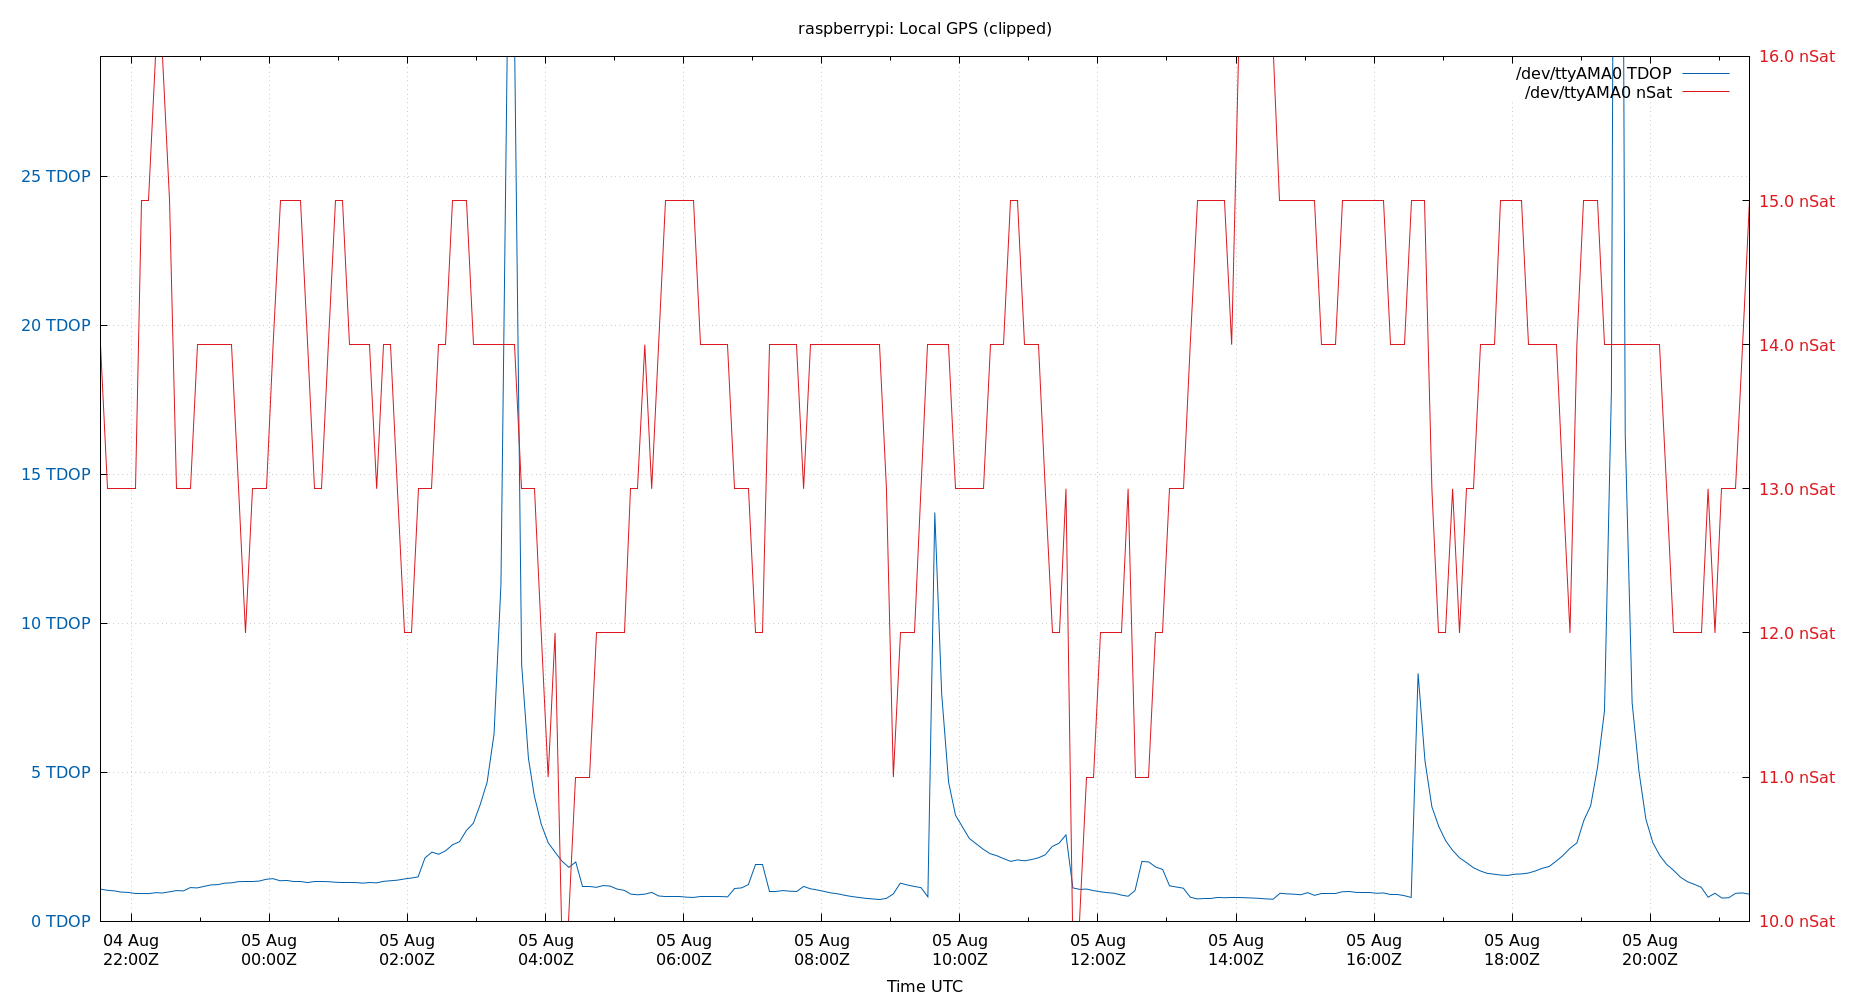 raspberrypi: Local GPS (clipped)
/dev/ttyAMA0 TDOP
/dev/ttyAMA0 nSat
25 TDOP
20 TDOP
15 TDOP
10 TDOP
5 TDOP
0 TDOP
16.0 nSat
15.0 nSat
14.0 nSat
13.0 nSat
12.0 nSat
11.0 nSat
10.0 nSat
04 Aug 05 Aug 05 Aug 05 Aug 05 Aug 05 Aug 05 Aug 05 Aug 05 Aug 05 Aug 05 Aug 05 Aug
22:00Z 00:00Z 02:00Z 04:00Z 06:00Z 08:00Z 10:00Z 12:00Z 14:00Z 16:00Z 18:00Z 20:00Z
Time UTC